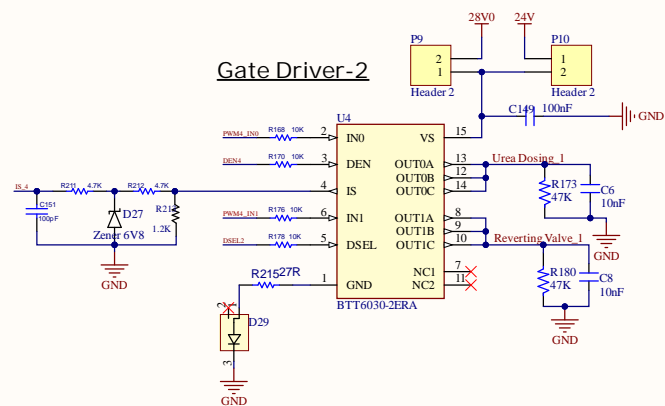 28V0
24V
P9
P10
2
1
1
2
Header 2
Header 2
Gate Driver-2
C149
100nF
GND
U4
PWM4_IN0
R168
10K
2
IN0
VS
15
DEN4
R170
10K
3
DEN
OUT0A
13
Urea Dosing_1
OUT0B
12
IS_4
R211
4.7K
R212
4.7K
4
IS
OUT0C
14
C151
100pF
D27
Zener 6V8
1.2K
R173
47K
C6
10nF
PWM4_IN1
R176
10K
6
IN1
OUT1A
8
OUT1B
9
DSEL2
R178
10K
5
DSEL
OUT1C
10
Reverting Valve_1
GND
GND
NC1
7
NC2
11
R215
27R
1
GND
BTT6030-2ERA
R180
47K
C8
10nF
2
1
D29
3
GND
GND